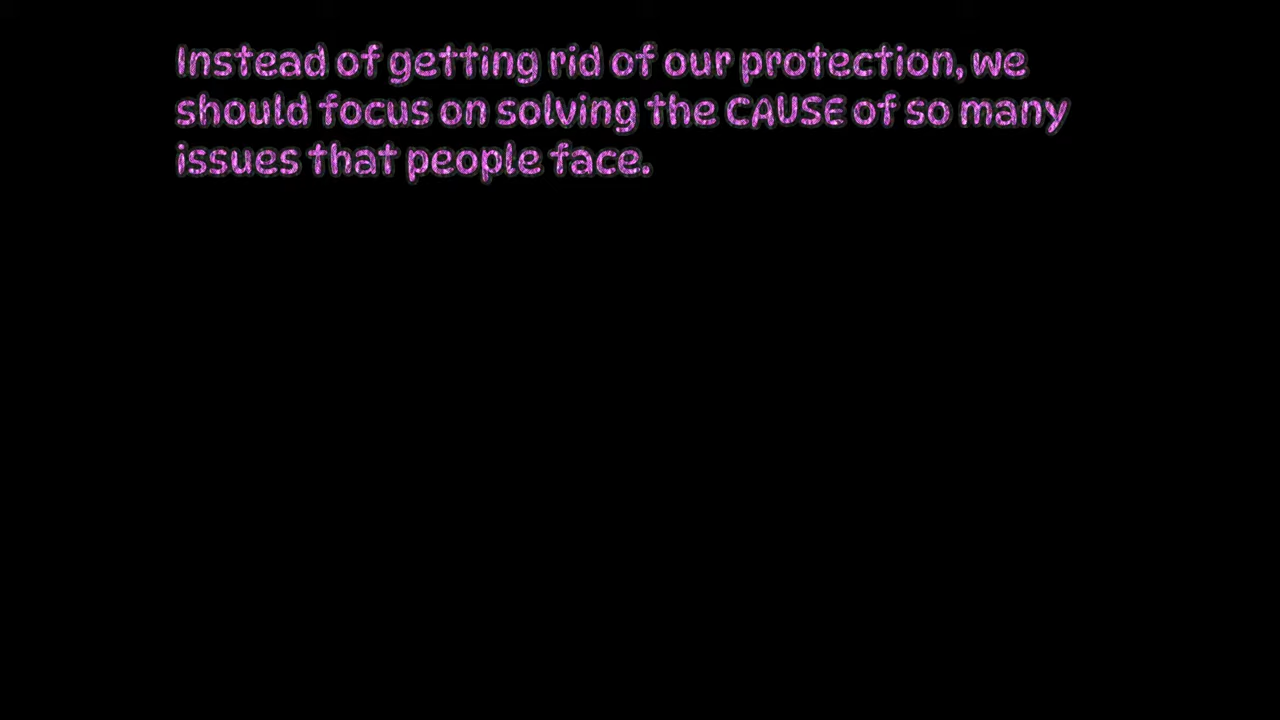 Instead of getting rid of our protection, we
should focus on solving the CAUSE of so many
issues that people face.